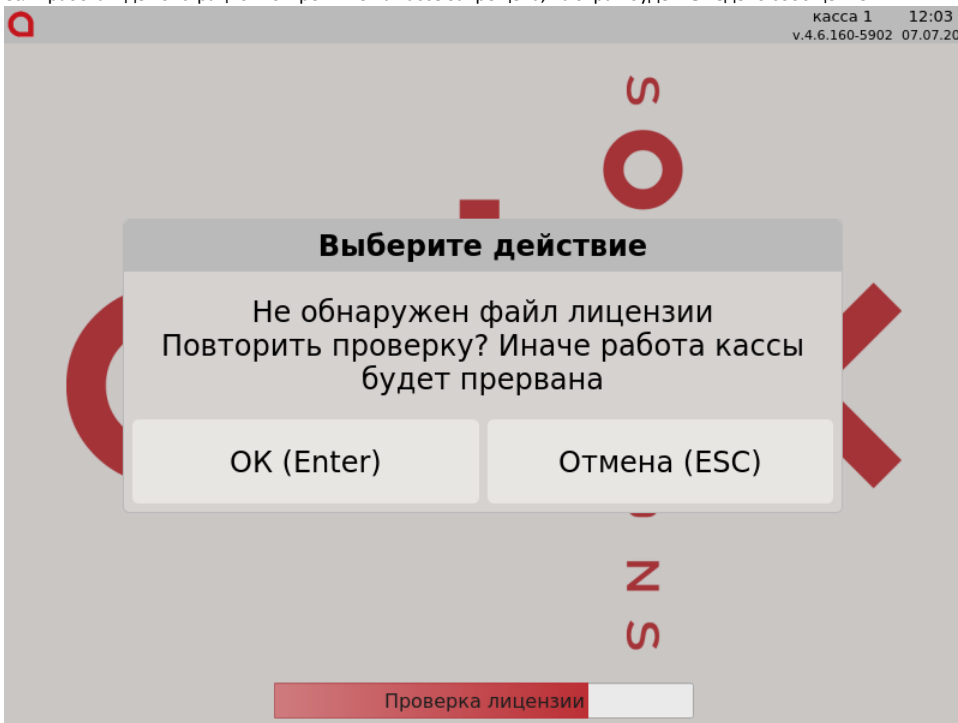 касса 1 12:03
v.4.6.160-5902 07.07.20
Выберите действие
Не обнаружен файл лицензии
Повторить проверку? Иначе работа кассы
будет прервана
ОК (Enter) Отмена (ESC)
Проверка лицензии